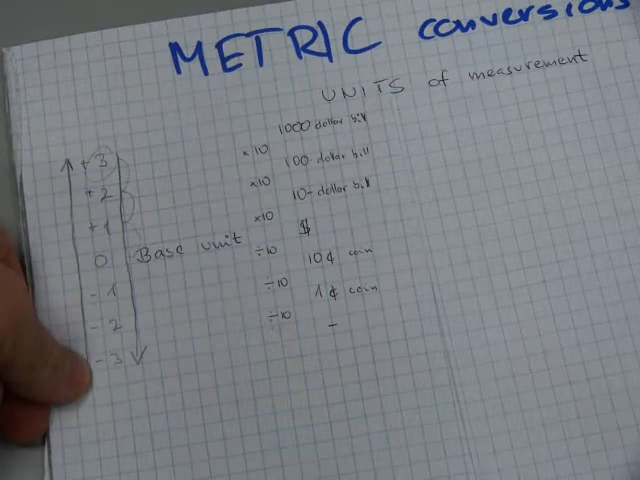 METRIC conversions
UNITS of measurement
1000 dollar bill
×10
+3 100-dollar bill
×10
+2 10-dollar bill
×10
+1 $
0 Base unit ÷10 10¢ coin
-1 ÷10 1¢ coin
-2 ÷10 –
-3